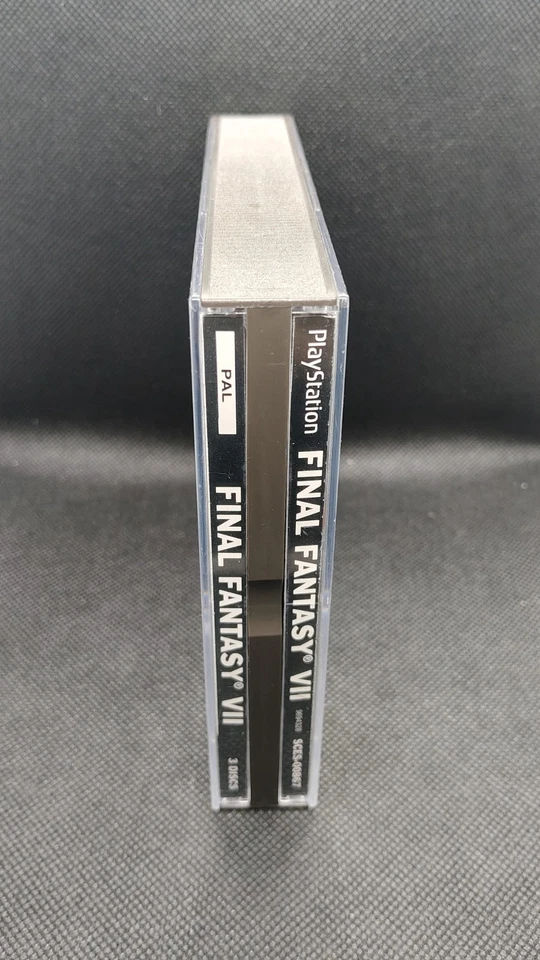 PAL
FINAL FANTASY® VII
3 DISCS
PlayStation
FINAL FANTASY® VII
SCES-00867